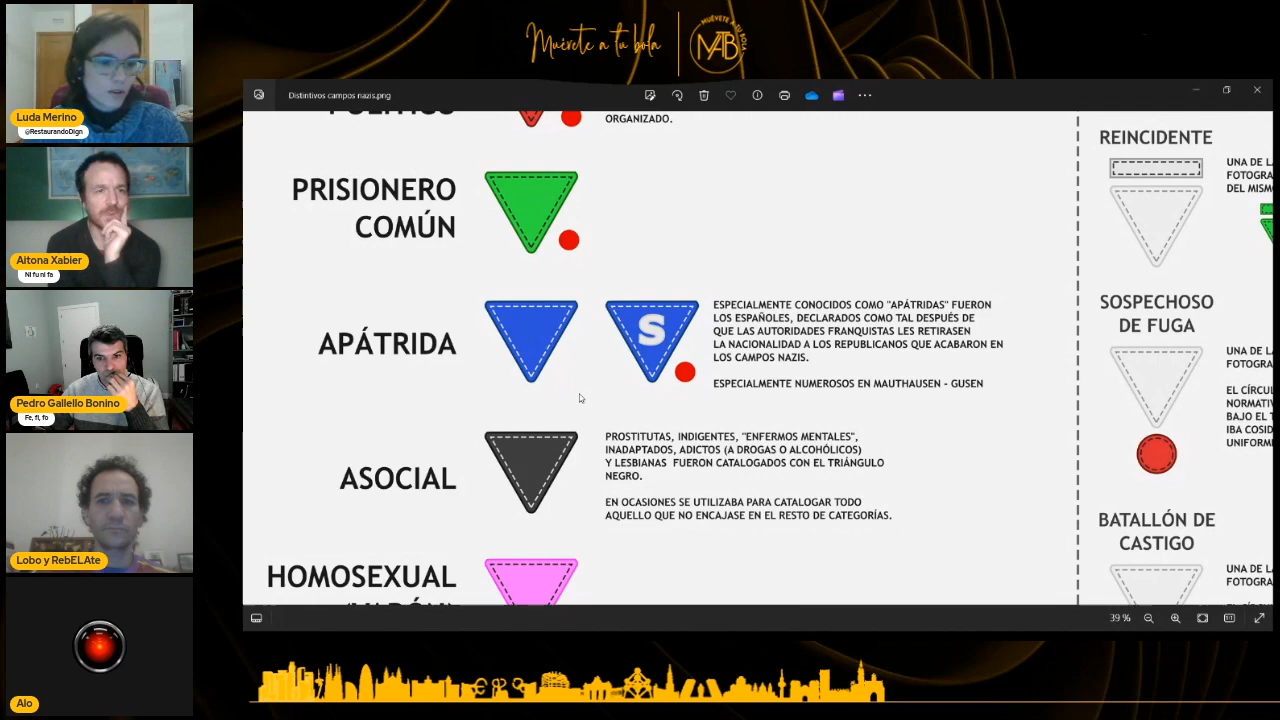 Luda Merino
@RestaurandoDign
Aitona Xabier
Ni fu ni fa
Pedro Gallello Bonino
Fe, fi, fo
Lobo y RebELAte
Alo
Muévete a tu bola
MUÉVETE A TU BOLA
MATB
Distintivos campos nazis.png
ORGANIZADO.
PRISIONERO
COMÚN
APÁTRIDA
S
ESPECIALMENTE CONOCIDOS COMO "APÁTRIDAS" FUERON
LOS ESPAÑOLES, DECLARADOS COMO TAL DESPUÉS DE
QUE LAS AUTORIDADES FRANQUISTAS LES RETIRASEN
LA NACIONALIDAD A LOS REPUBLICANOS QUE ACABARON EN
LOS CAMPOS NAZIS.
ESPECIALMENTE NUMEROSOS EN MAUTHAUSEN - GUSEN
ASOCIAL
PROSTITUTAS, INDIGENTES, "ENFERMOS MENTALES",
INADAPTADOS, ADICTOS (A DROGAS O ALCOHÓLICOS)
Y LESBIANAS FUERON CATALOGADOS CON EL TRIÁNGULO
NEGRO.
EN OCASIONES SE UTILIZABA PARA CATALOGAR TODO
AQUELLO QUE NO ENCAJASE EN EL RESTO DE CATEGORÍAS.
HOMOSEXUAL
REINCIDENTE
UNA DE LA
FOTOGRA
DEL MISM
SOSPECHOSO
DE FUGA
UNA DE L
FOTOGRA
EL CÍRCUL
NORMATIV
BAJO EL T
IBA COSID
UNIFORM
BATALLÓN DE
CASTIGO
UNA DE L
FOTOGRA
39 %